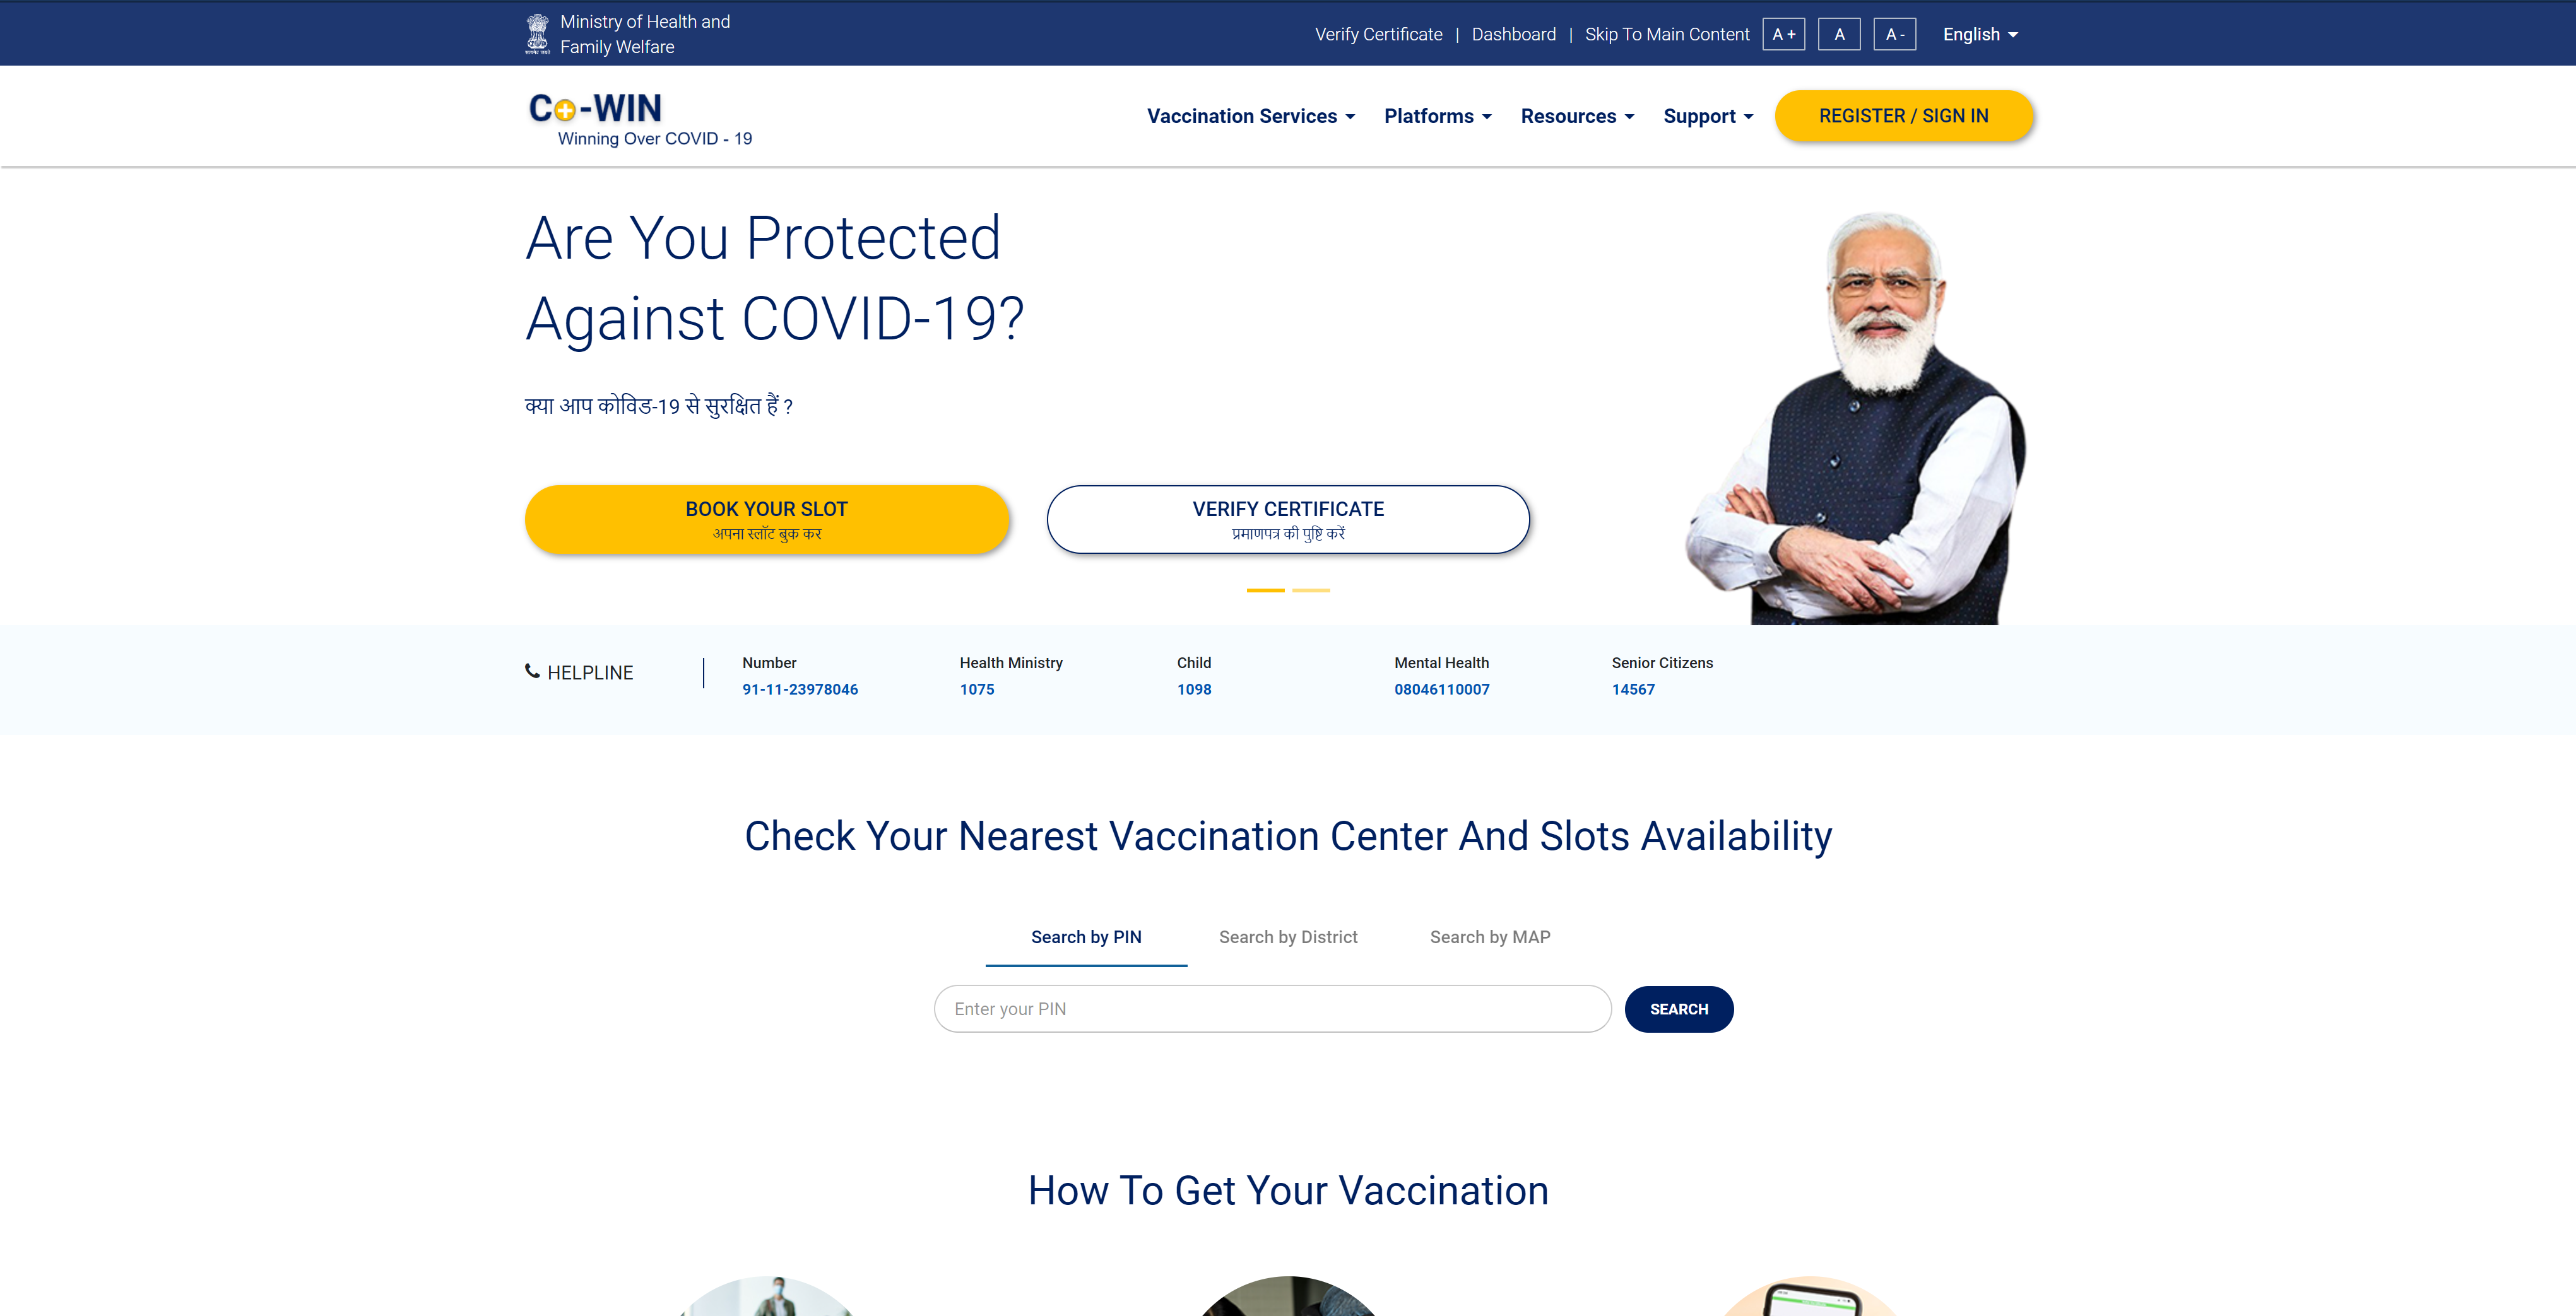 Ministry of Health and
Family Welfare
Verify Certificate | Dashboard | Skip To Main Content A + A A - English
Co-WIN
Winning Over COVID - 19
Vaccination Services Platforms Resources Support REGISTER / SIGN IN
Are You Protected
Against COVID-19?
क्या आप कोविड-19 से सुरक्षित हैं ?
BOOK YOUR SLOT
अपना स्लॉट बुक कर
VERIFY CERTIFICATE
प्रमाणपत्र की पुष्टि करें
HELPLINE
Number
91-11-23978046
Health Ministry
1075
Child
1098
Mental Health
08046110007
Senior Citizens
14567
Check Your Nearest Vaccination Center And Slots Availability
Search by PIN Search by District Search by MAP
Enter your PIN SEARCH
How To Get Your Vaccination